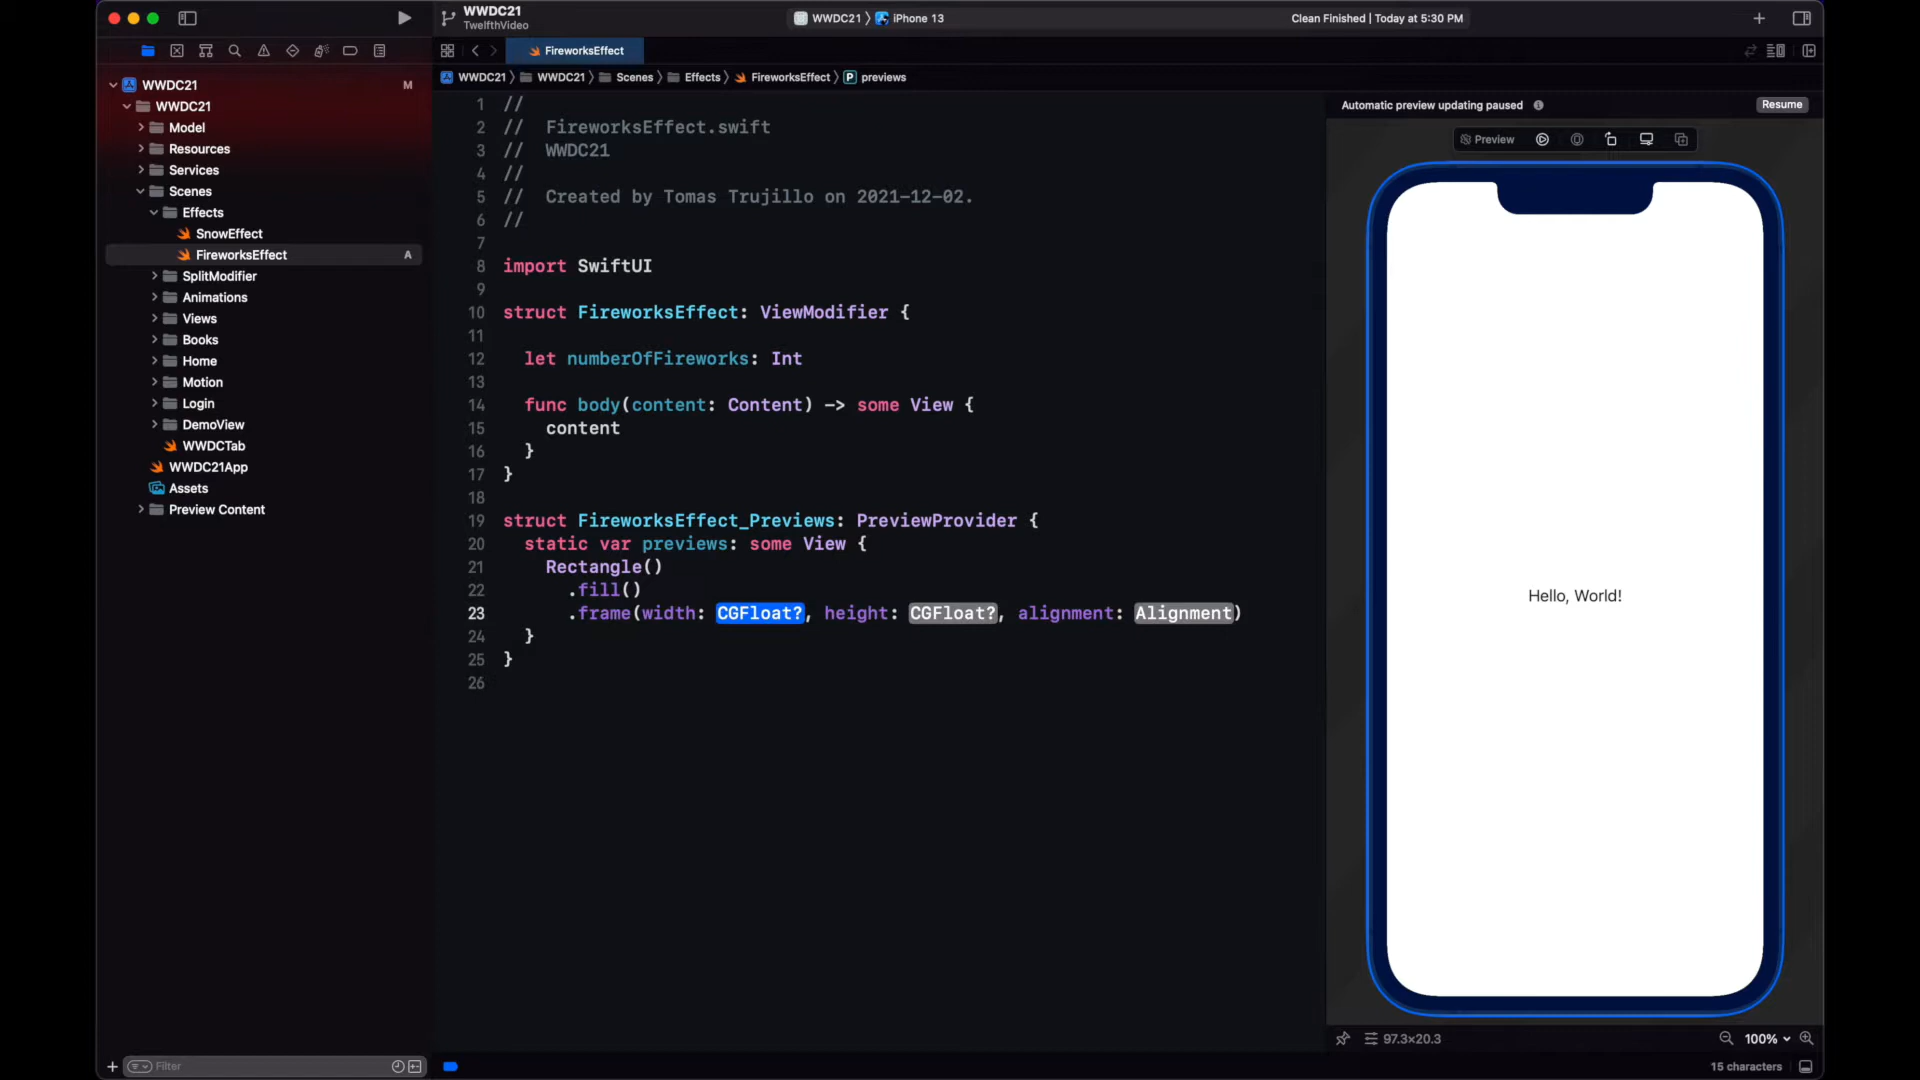 WWDC21
TwelfthVideo
WWDC21 iPhone 13
Clean Finished | Today at 5:30 PM
FireworksEffect
WWDC21 M
WWDC21
Model
Resources
Services
Scenes
Effects
SnowEffect
FireworksEffect A
SplitModifier
Animations
Views
Books
Home
Motion
Login
DemoView
WWDCTab
WWDC21App
Assets
Preview Content
Filter
WWDC21 WWDC21 Scenes Effects FireworksEffect P previews
1 //
2 // FireworksEffect.swift
3 // WWDC21
4 //
5 // Created by Tomas Trujillo on 2021-12-02.
6 //
7
8 import SwiftUI
9
10 struct FireworksEffect: ViewModifier {
11
12 let numberOfFireworks: Int
13
14 func body(content: Content) -> some View {
15 content
16 }
17 }
18
19 struct FireworksEffect_Previews: PreviewProvider {
20 static var previews: some View {
21 Rectangle()
22 .fill()
23 .frame(width: CGFloat?, height: CGFloat?, alignment: Alignment)
24 }
25 }
26
Automatic preview updating paused
Resume
Preview
Hello, World!
97.3×20.3
100%
15 characters